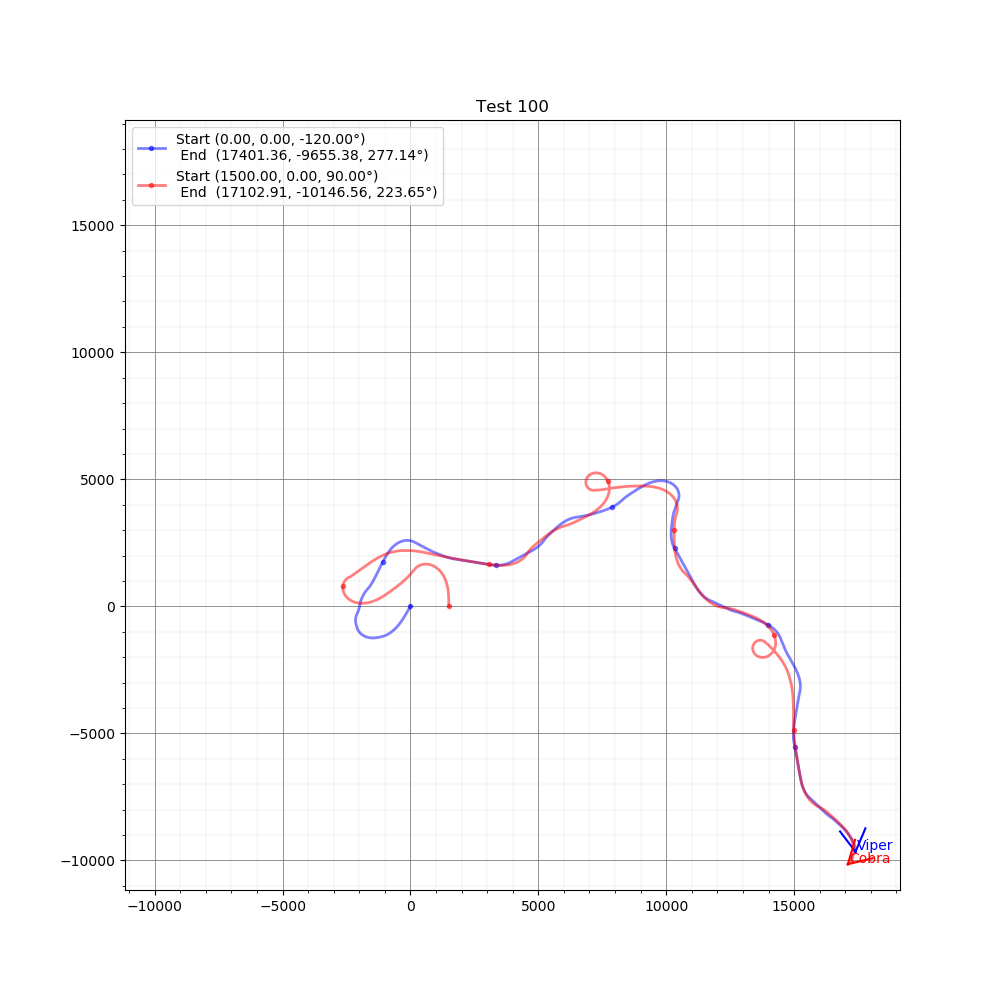 Test 100
Start (0.00, 0.00, -120.00°)
End (17401.36, -9655.38, 277.14°)
Start (1500.00, 0.00, 90.00°)
End (17102.91, -10146.56, 223.65°)
15000
10000
5000
0
−5000
−10000
Viper
Cobra
−10000 −5000 0 5000 10000 15000